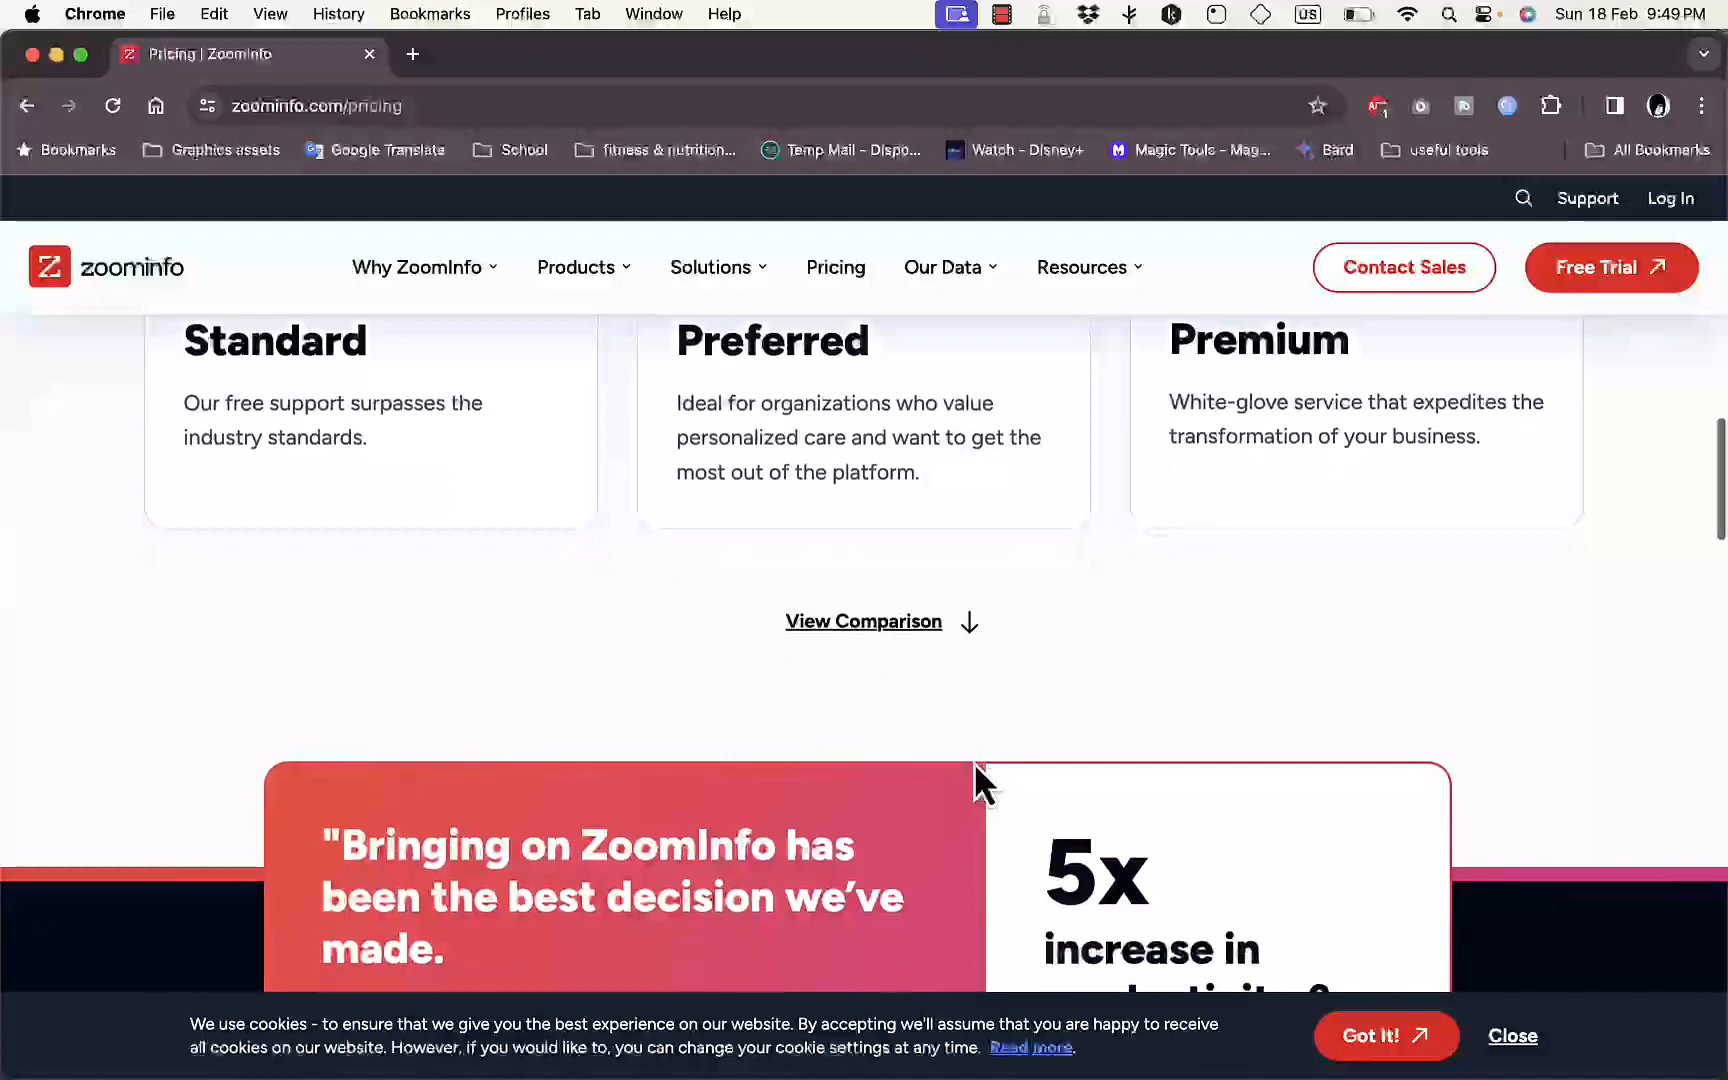 Chrome File Edit View History Bookmarks Profiles Tab Window Help US Sun 18 Feb 9:49 PM
Pricing | ZoomInfo
zoominfo.com/pricing
Bookmarks Graphics assets Google Translate School fitness & nutrition... Temp Mail - Dispo... Watch - Disney+ Magic Tools - Mag... Bard useful tools All Bookmarks
Support Log In
zoominfo Why ZoomInfo Products Solutions Pricing Our Data Resources Contact Sales Free Trial
Standard
Our free support surpasses the
industry standards.
Preferred
Ideal for organizations who value
personalized care and want to get the
most out of the platform.
Premium
White-glove service that expedites the
transformation of your business.
View Comparison
"Bringing on ZoomInfo has
been the best decision we've
made.
5x
increase in
We use cookies - to ensure that we give you the best experience on our website. By accepting we'll assume that you are happy to receive
all cookies on our website. However, if you would like to, you can change your cookie settings at any time. Read more.
Got It!
Close